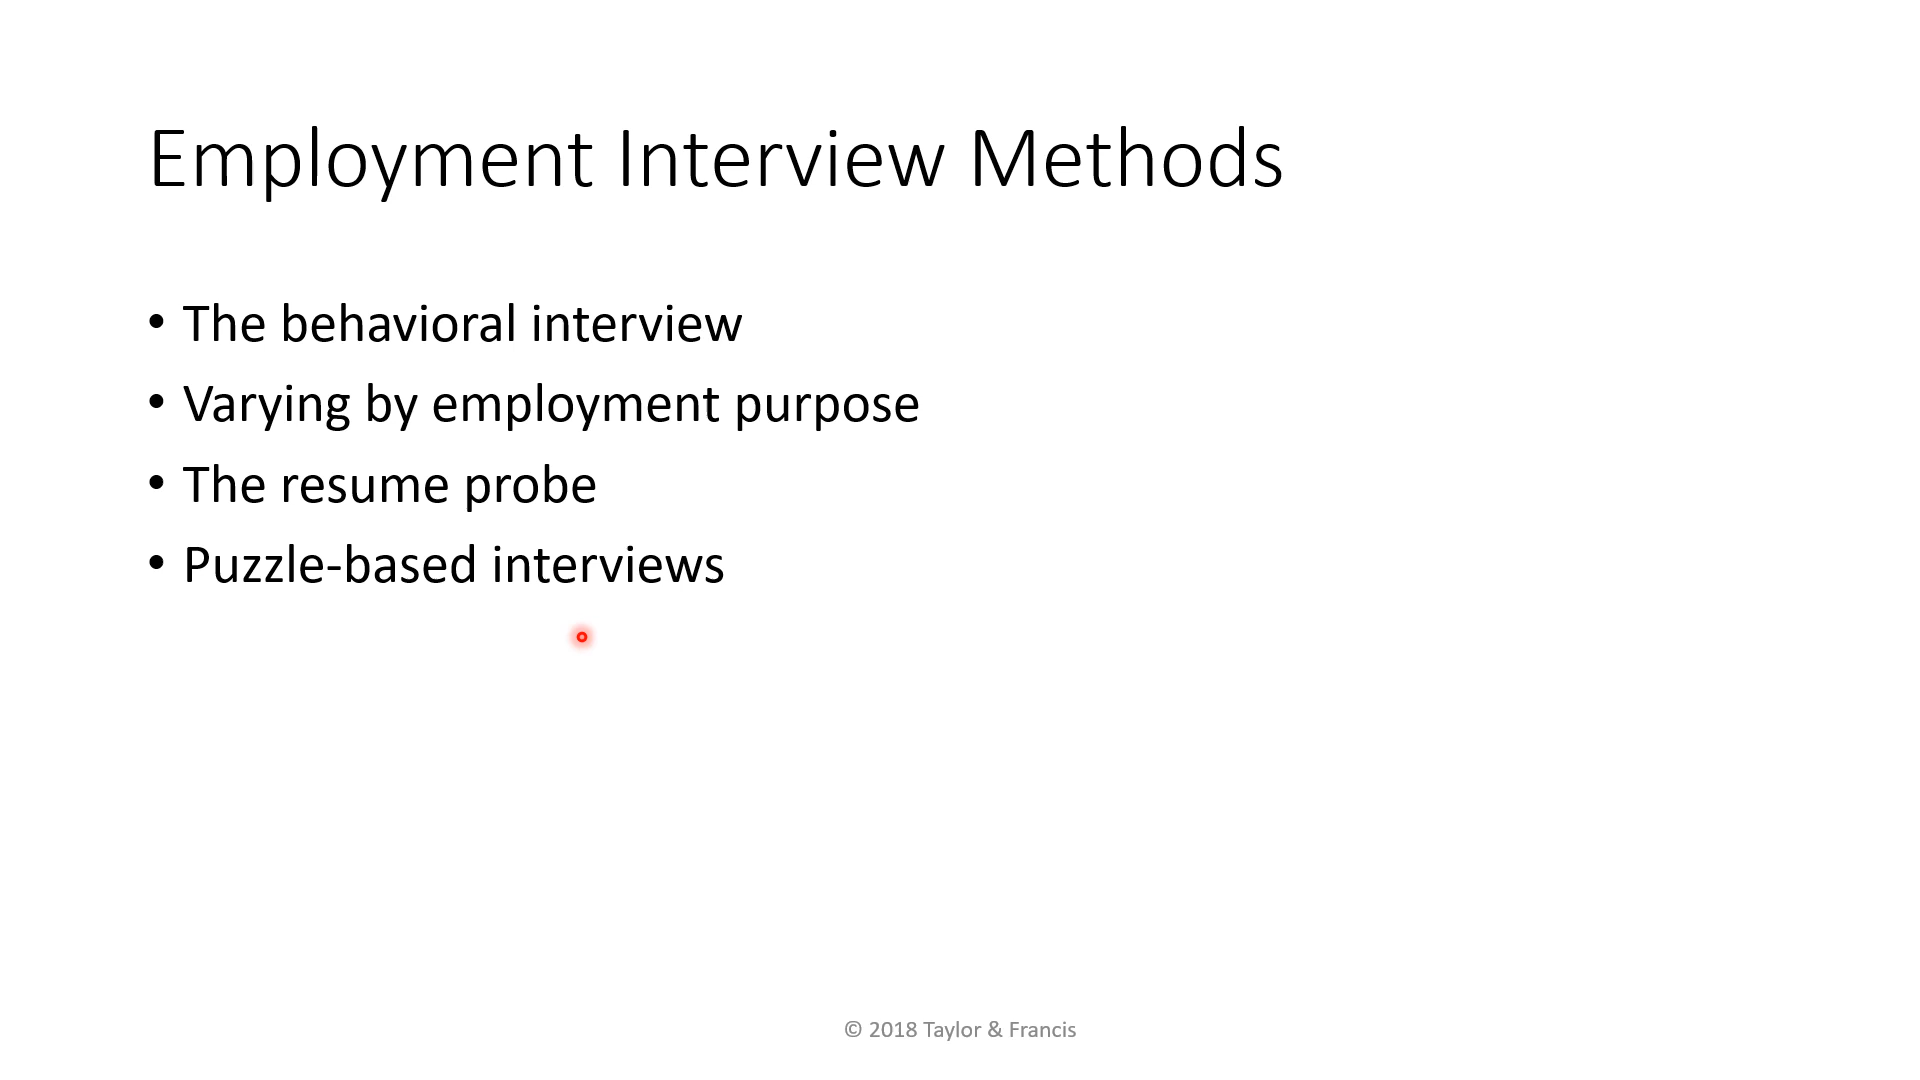 Employment Interview Methods
• The behavioral interview
• Varying by employment purpose
• The resume probe
• Puzzle-based interviews
© 2018 Taylor & Francis